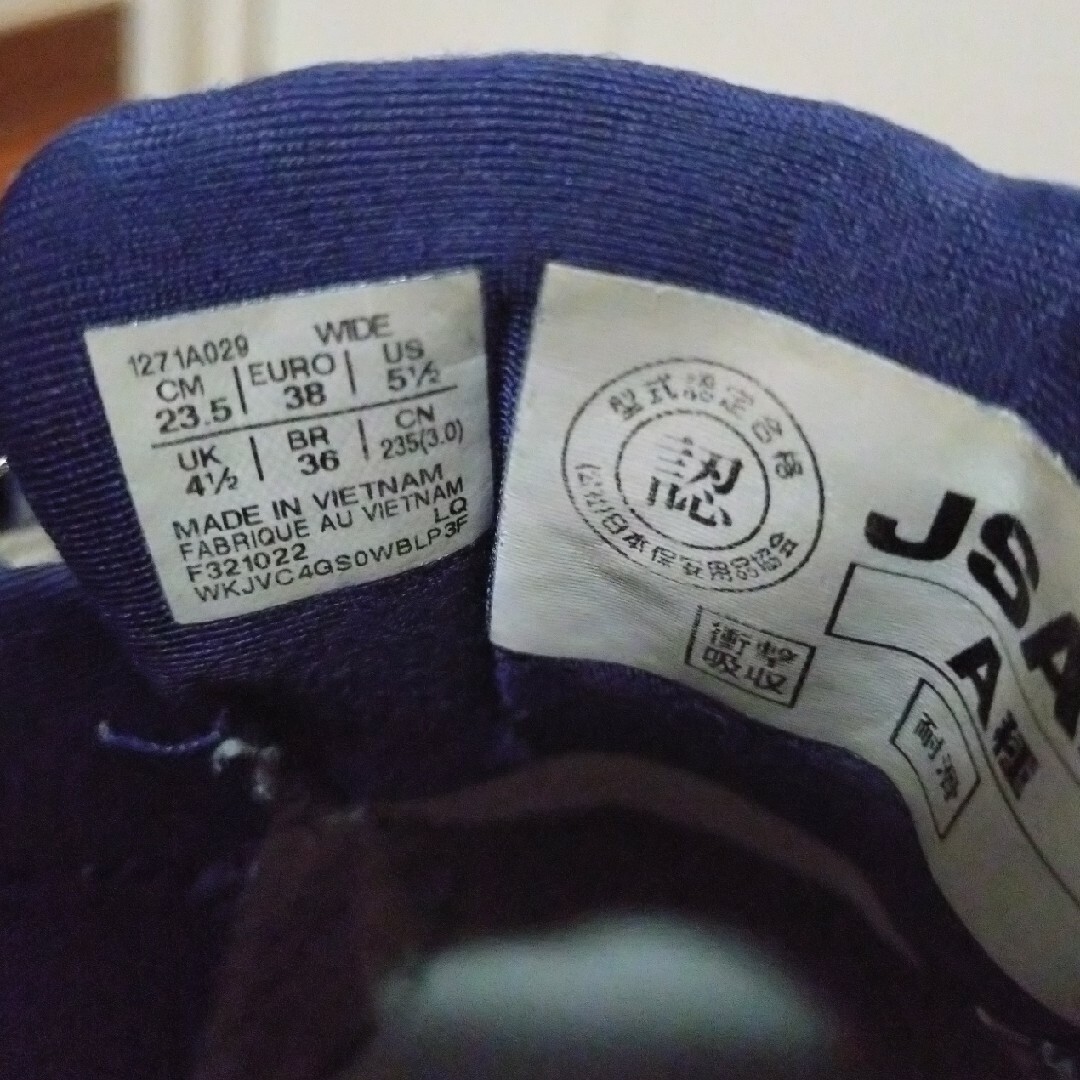 1271A029 WIDE
CM 23.5 | EURO 38 | US 5½
UK 4½ | BR 36 | CN 235(3.0)
MADE IN VIETNAM
FABRIQUE AU VIETNAM
F321022 LQ
WKJVC4GS0WBLP3F
型式認定合格
認
(公社)日本保安用品協会
衝撃
吸収
JSA
A種
耐滑